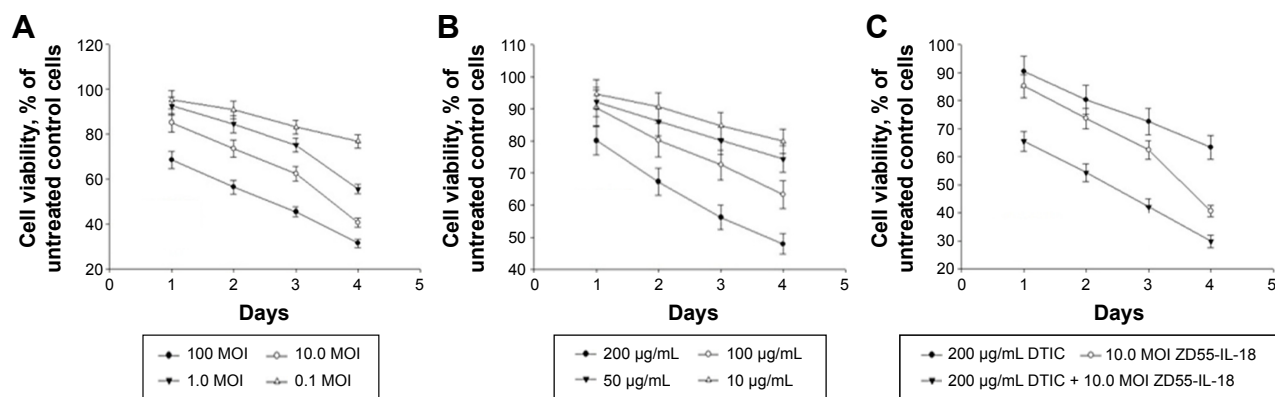 A
Cell viability, % of
untreated control cells
120
100
80
60
40
20
0
1
2
3
4
5
Days
100 MOI
10.0 MOI
1.0 MOI
0.1 MOI
B
Cell viability, % of
untreated control cells
110
100
90
80
70
60
50
40
0
1
2
3
4
5
Days
200 µg/mL
100 µg/mL
50 µg/mL
10 µg/mL
C
Cell viability, % of
untreated control cells
100
90
80
70
60
50
40
30
20
0
1
2
3
4
5
Days
200 µg/mL DTIC
10.0 MOI ZD55-IL-18
200 µg/mL DTIC + 10.0 MOI ZD55-IL-18